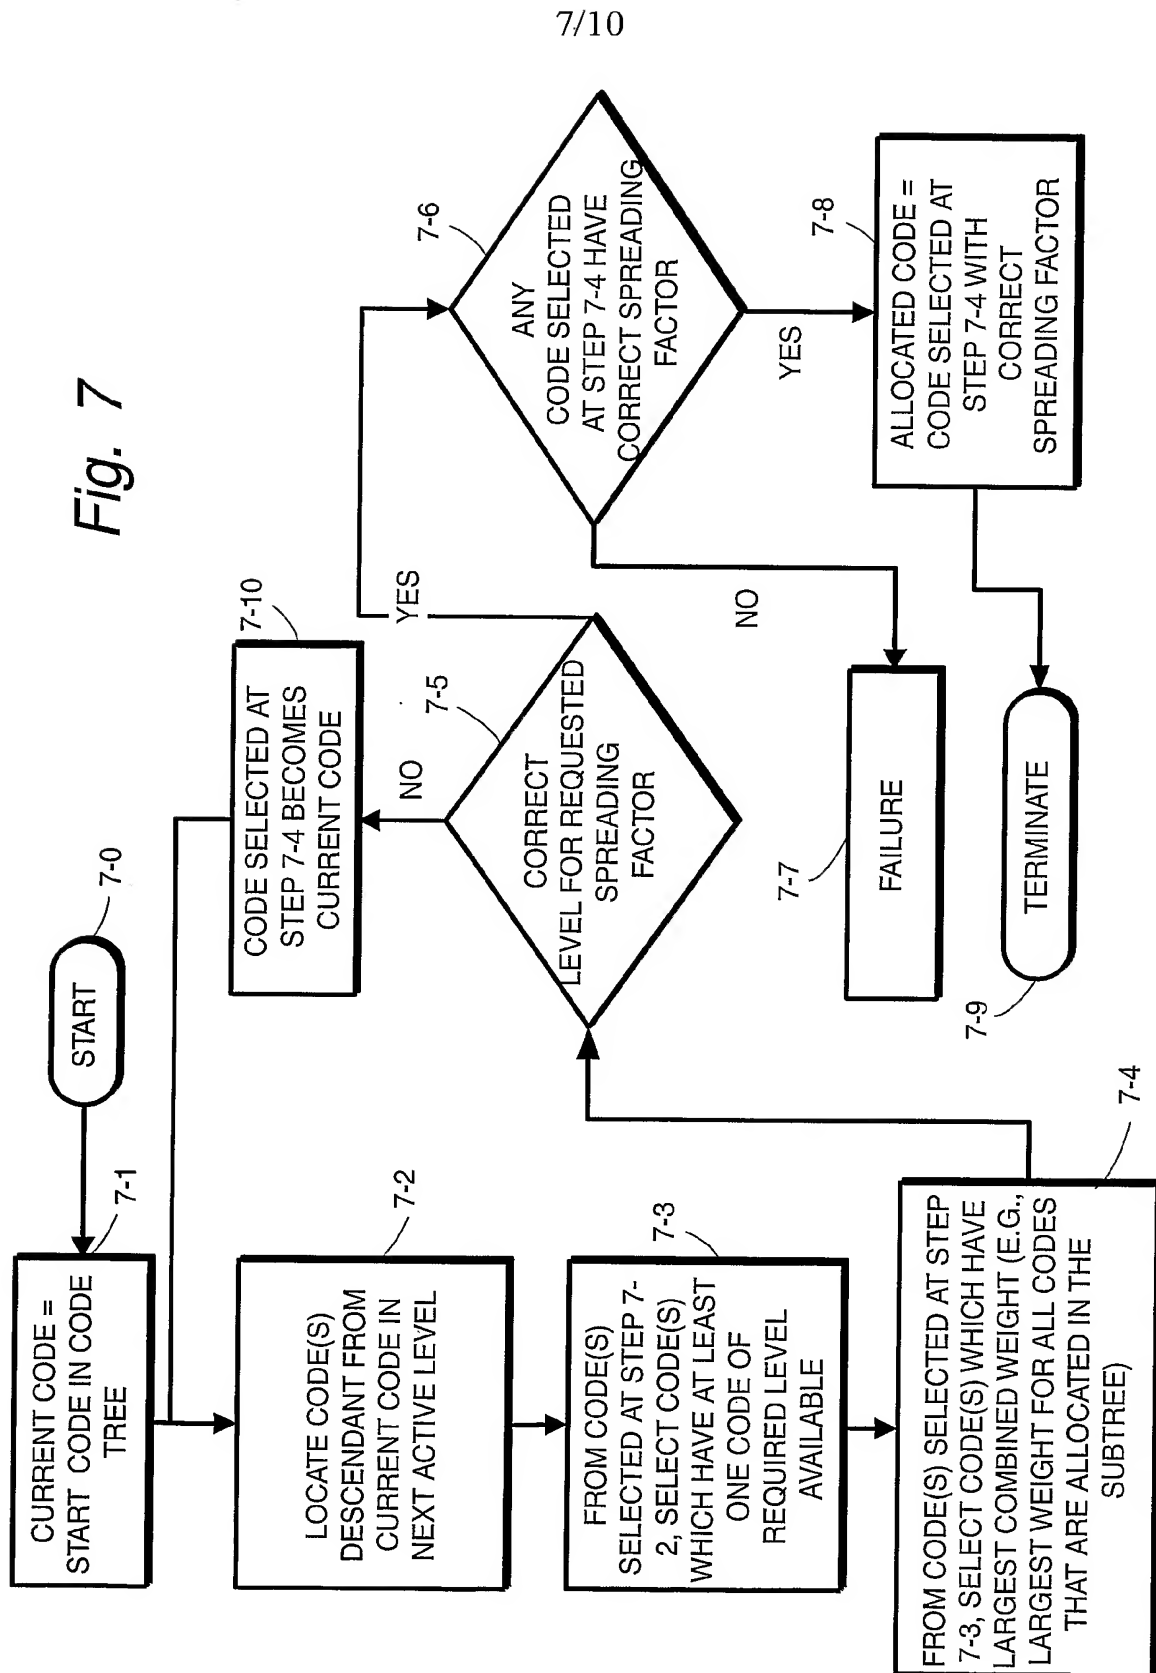 7/10
Fig. 7
START
7-0
CURRENT CODE =
START CODE IN CODE
TREE
7-1
LOCATE CODE(S)
DESCENDANT FROM
CURRENT CODE IN
NEXT ACTIVE LEVEL
7-2
FROM CODE(S)
SELECTED AT STEP 7-
2, SELECT CODE(S)
WHICH HAVE AT LEAST
ONE CODE OF
REQUIRED LEVEL
AVAILABLE
7-3
FROM CODE(S) SELECTED AT STEP
7-3, SELECT CODE(S) WHICH HAVE
LARGEST COMBINED WEIGHT (E.G.,
LARGEST WEIGHT FOR ALL CODES
THAT ARE ALLOCATED IN THE
SUBTREE)
7-4
CORRECT
LEVEL FOR REQUESTED
SPREADING
FACTOR
7-5
NO
YES
CODE SELECTED AT
STEP 7-4 BECOMES
CURRENT CODE
7-10
ANY
CODE SELECTED
AT STEP 7-4 HAVE
CORRECT SPREADING
FACTOR
7-6
NO
YES
FAILURE
7-7
ALLOCATED CODE =
CODE SELECTED AT
STEP 7-4 WITH
CORRECT
SPREADING FACTOR
7-8
TERMINATE
7-9